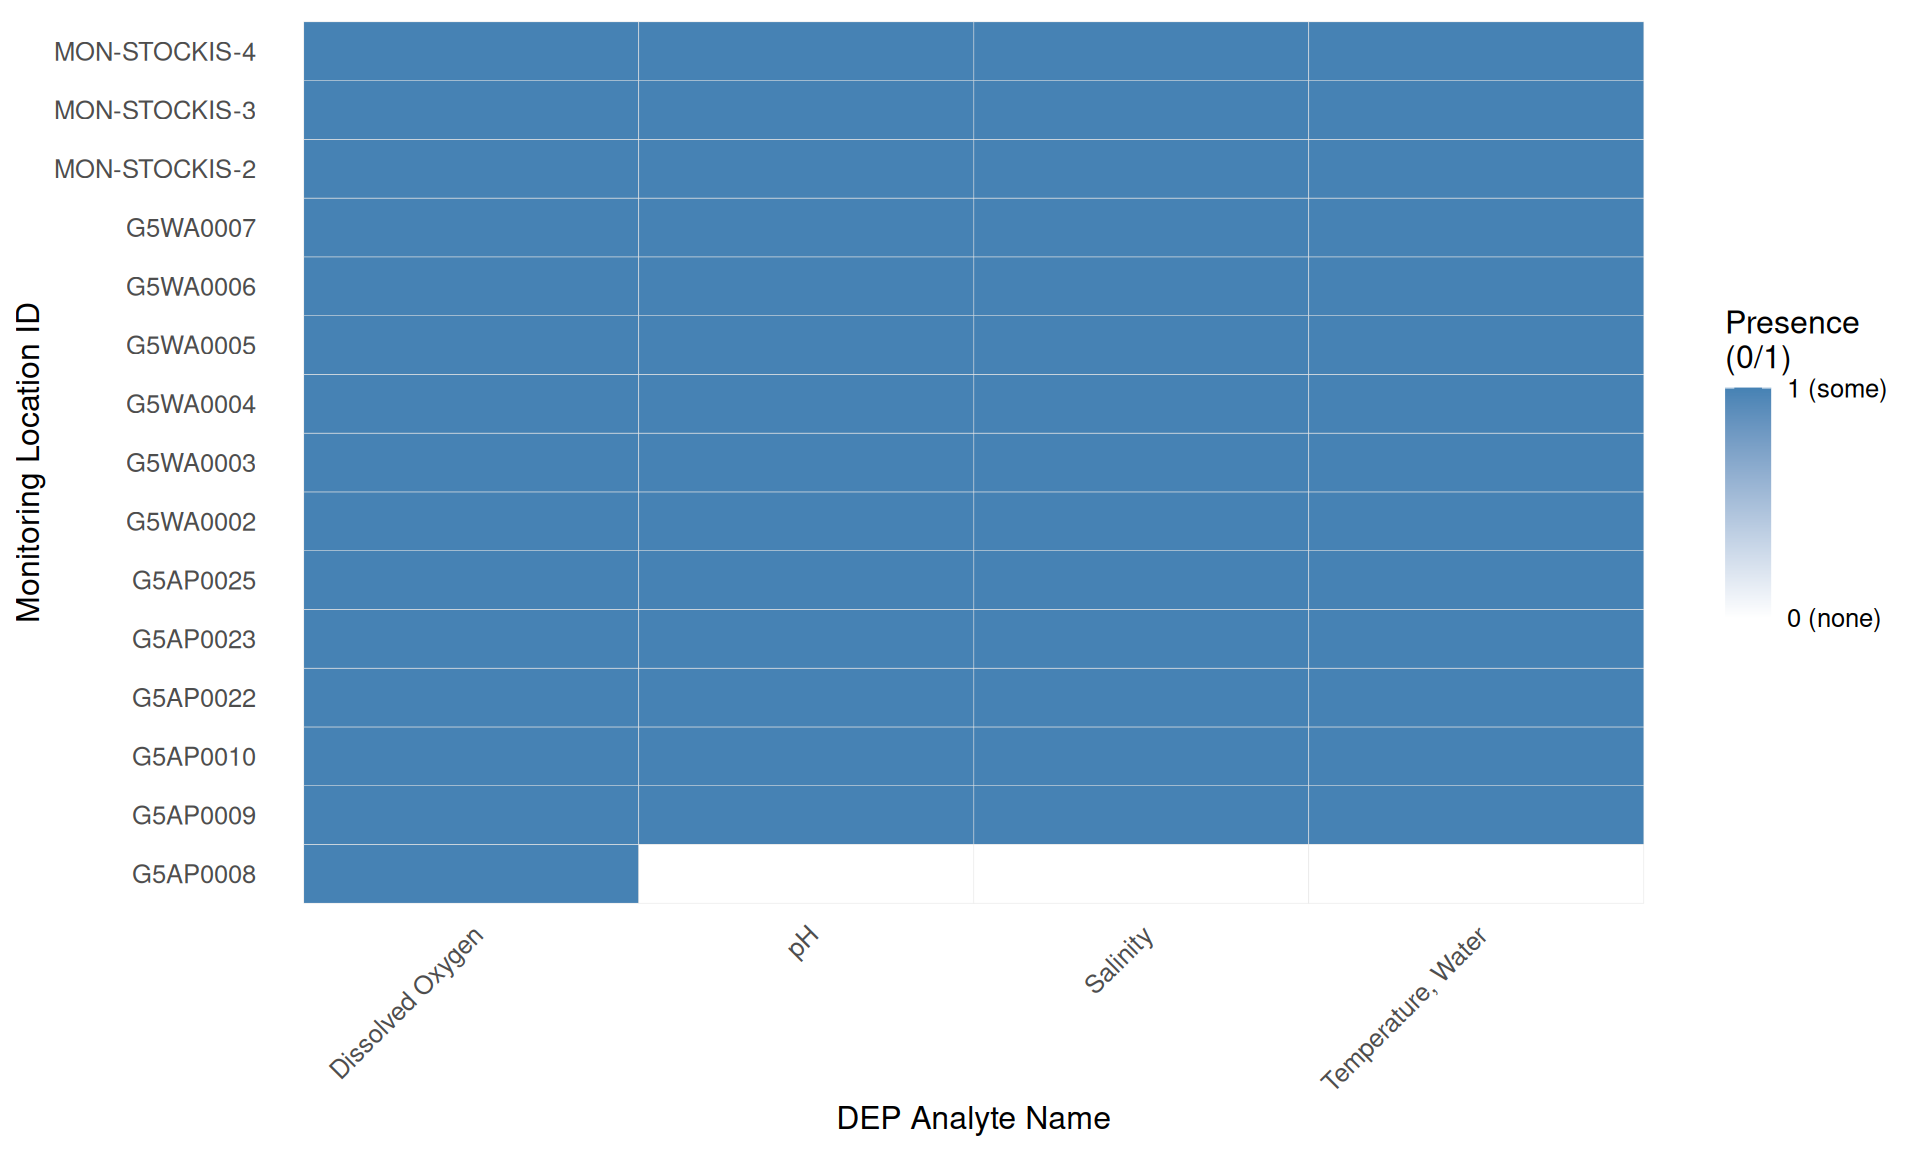 MON-STOCKIS-4
MON-STOCKIS-3
MON-STOCKIS-2
G5WA0007
G5WA0006
G5WA0005
G5WA0004
G5WA0003
G5WA0002
G5AP0025
G5AP0023
G5AP0022
G5AP0010
G5AP0009
G5AP0008
Monitoring Location ID
Dissolved Oxygen
pH
Salinity
Temperature, Water
DEP Analyte Name
Presence
(0/1)
1 (some)
0 (none)